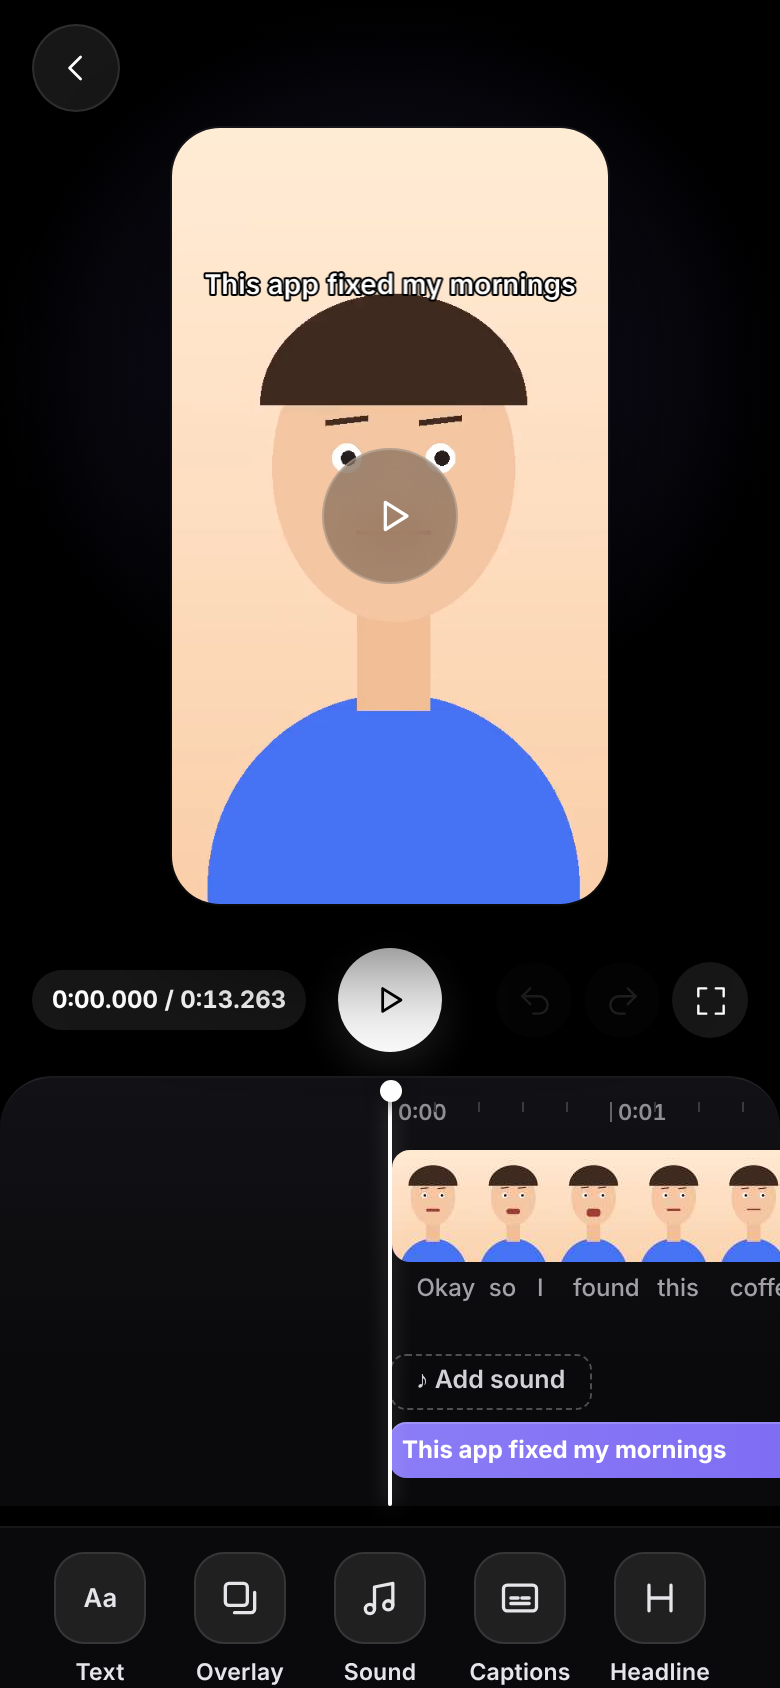 This app fixed my mornings
0:00.000 / 0:13.263
0:00 0:01
Okay so I found this
♪ Add sound
This app fixed my mornings
Aa
Text Overlay Sound Captions Headline